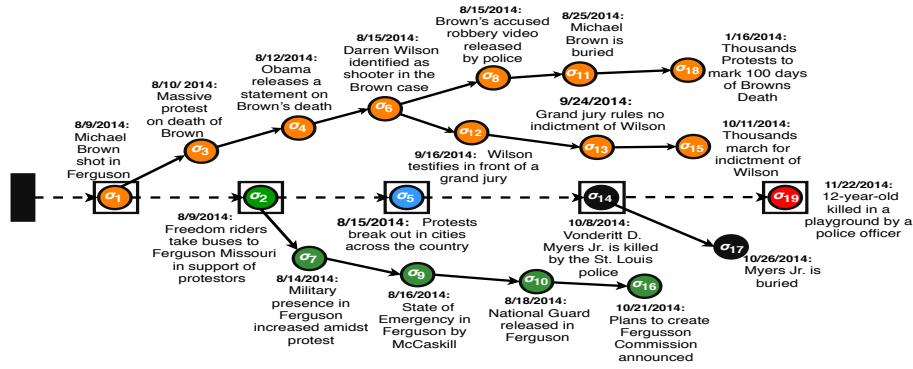 8/9/2014:
Michael
Brown
shot in
Ferguson
σ1
8/10/ 2014:
Massive
protest
on death of
Brown
σ3
8/12/2014:
Obama
releases a
statement on
Brown's death
σ4
8/15/2014:
Darren Wilson
identified as
shooter in the
Brown case
σ6
8/15/2014:
Brown's accused
robbery video
released
by police
σ8
8/25/2014:
Michael
Brown is
buried
σ11
σ18
1/16/2014:
Thousands
Protests to
mark 100 days
of Browns
Death
σ12
9/16/2014: Wilson
testifies in front of a
grand jury
9/24/2014:
Grand jury rules no
indictment of Wilson
σ13
σ15
10/11/2014:
Thousands
march for
indictment of
Wilson
σ2
8/9/2014:
Freedom riders
take buses to
Ferguson Missouri
in support of
protestors
σ5
8/15/2014: Protests
break out in cities
across the country
σ14
10/8/2014:
Vonderitt D.
Myers Jr. is killed
by the St. Louis
police
σ19
11/22/2014:
12-year-old
killed in a
playground by a
police officer
σ17
10/26/2014:
Myers Jr. is
buried
σ7
8/14/2014:
Military
presence in
Ferguson
increased amidst
protest
σ9
8/16/2014:
State of
Emergency in
Ferguson by
McCaskill
σ10
8/18/2014:
National Guard
released in
Ferguson
σ16
10/21/2014:
Plans to create
Fergusson
Commission
announced